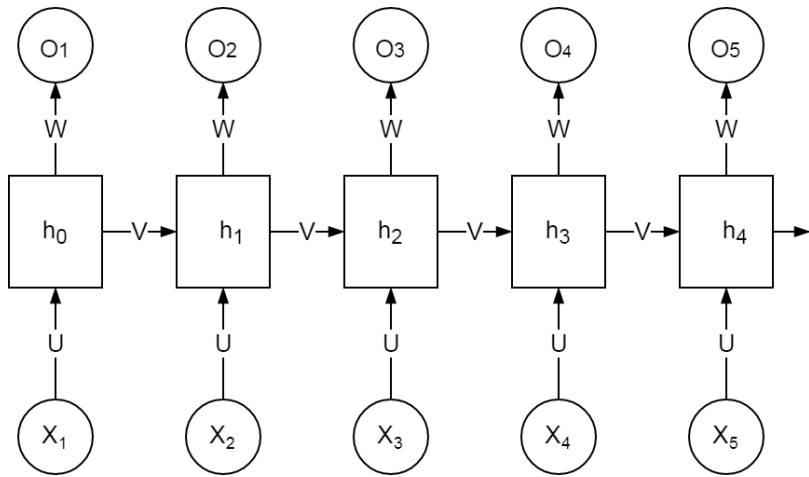 O1 O2 O3 O4 O5
W W W W W
h₀ V h₁ V h₂ V h₃ V h₄
U U U U U
X₁ X₂ X₃ X₄ X₅